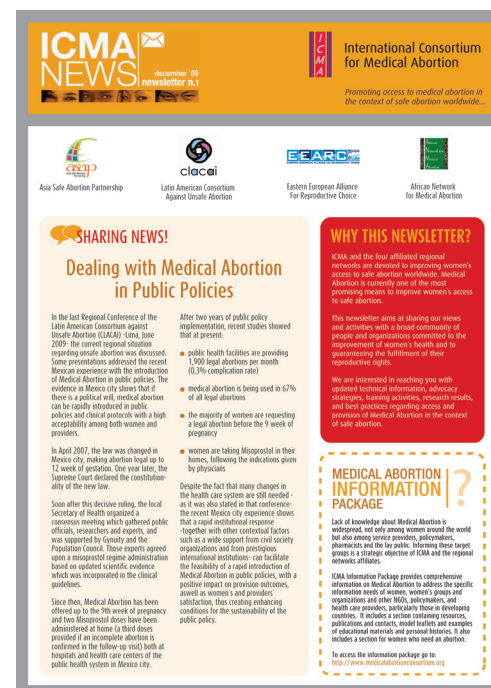 ICMA
NEWS
december '09
newsletter n.1
ICMA
International Consortium
for Medical Abortion
Promoting access to medical abortion in
the context of safe abortion worldwide...
asap
Asia Safe Abortion Partnership
clacai
Latin American Consortium
Against Unsafe Abortion
EEARC
Eastern European Alliance
For Reproductive Choice
African Network
for Medical Abortion
SHARING NEWS!
Dealing with Medical Abortion
in Public Policies
In the last Regional Conference of the
Latin American Consortium against
Unsafe Abortion (CLACAI) -Lima, June
2009- the current regional situation
regarding unsafe abortion was discussed.
Some presentations addressed the recent
Mexican experience with the introduction
of Medical Abortion in public policies. The
evidence in Mexico city shows that if
there is a political will, medical abortion
can be rapidly introduced in public
policies and clinical protocols with a high
acceptability among both women and
providers.
In April 2007, the law was changed in
Mexico city, making abortion legal up to
12 week of gestation. One year later, the
Supreme Court declared the constitution-
ality of the new law.
Soon after this decisive ruling, the local
Secretary of Health organized a
consensus meeting which gathered public
officials, researchers and experts, and
was supported by Gynuity and the
Population Council. Those experts agreed
upon a misoprostol regime administration
based on updated scientific evidence
which was incorporated in the clinical
guidelines.
Since then, Medical Abortion has been
offered up to the 9th week of pregnancy
and two Misoprostol doses have been
administered at home (a third doses
provided if an incomplete abortion is
confirmed in the follow-up visit) both at
hospitals and health care centers of the
public health system in Mexico city.
After two years of public policy
implementation, recent studies showed
that at present:
● public health facilities are providing
1,900 legal abortions per month
(0,3% complication rate)
● medical abortion is being used in 67%
of all legal abortions
● the majority of women are requesting
a legal abortion before the 9 week of
pregnancy
● women are taking Misoprostol in their
homes, following the indications given
by physicians
Despite the fact that many changes in
the health care system are still needed -
as it was also stated in that conference-
the recent Mexico city experience shows
that a rapid institutional response
-together with other contextual factors
such as a wide support from civil society
organizations and from prestigious
international institutions- can facilitate
the feasibility of a rapid introduction of
Medical Abortion in public policies, with a
positive impact on provision outcomes,
aswell as women's and providers'
satisfaction, thus creating enhancing
conditions for the sustainability of the
public policy.
WHY THIS NEWSLETTER?
ICMA and the four affiliated regional
networks are devoted to improving women's
access to safe abortion worldwide. Medical
Abortion is currently one of the most
promising means to improve women's access
to safe abortion.
This newsletter aims at sharing our views
and activities with a broad community of
people and organizations committed to the
improvement of women's health and to
guaranteeing the fulfillment of their
reproductive rights.
We are interested in reaching you with
updated technical information, advocacy
strategies, training activities, research results,
and best practices regarding access and
provision of Medical Abortion in the context
of safe abortion.
MEDICAL ABORTION
INFORMATION
PACKAGE
?
Lack of knowledge about Medical Abortion is
widespread, not only among women around the world
but also among service providers, policymakers,
pharmacists and the lay public. Informing these target
groups is a strategic objective of ICMA and the regional
networks affiliates.
ICMA Information Package provides comprehensive
information on Medical Abortion to address the specific
information needs of women, women's groups and
organizations and other NGOs, policymakers, and
health care providers, particularly those in developing
countries. It includes a section containing resources,
publications and contacts, model leaflets and examples
of educational materials and personal histories. It also
includes a section for women who need an abortion.
To access the information package go to:
http://www.medicalabortionconsortium.org